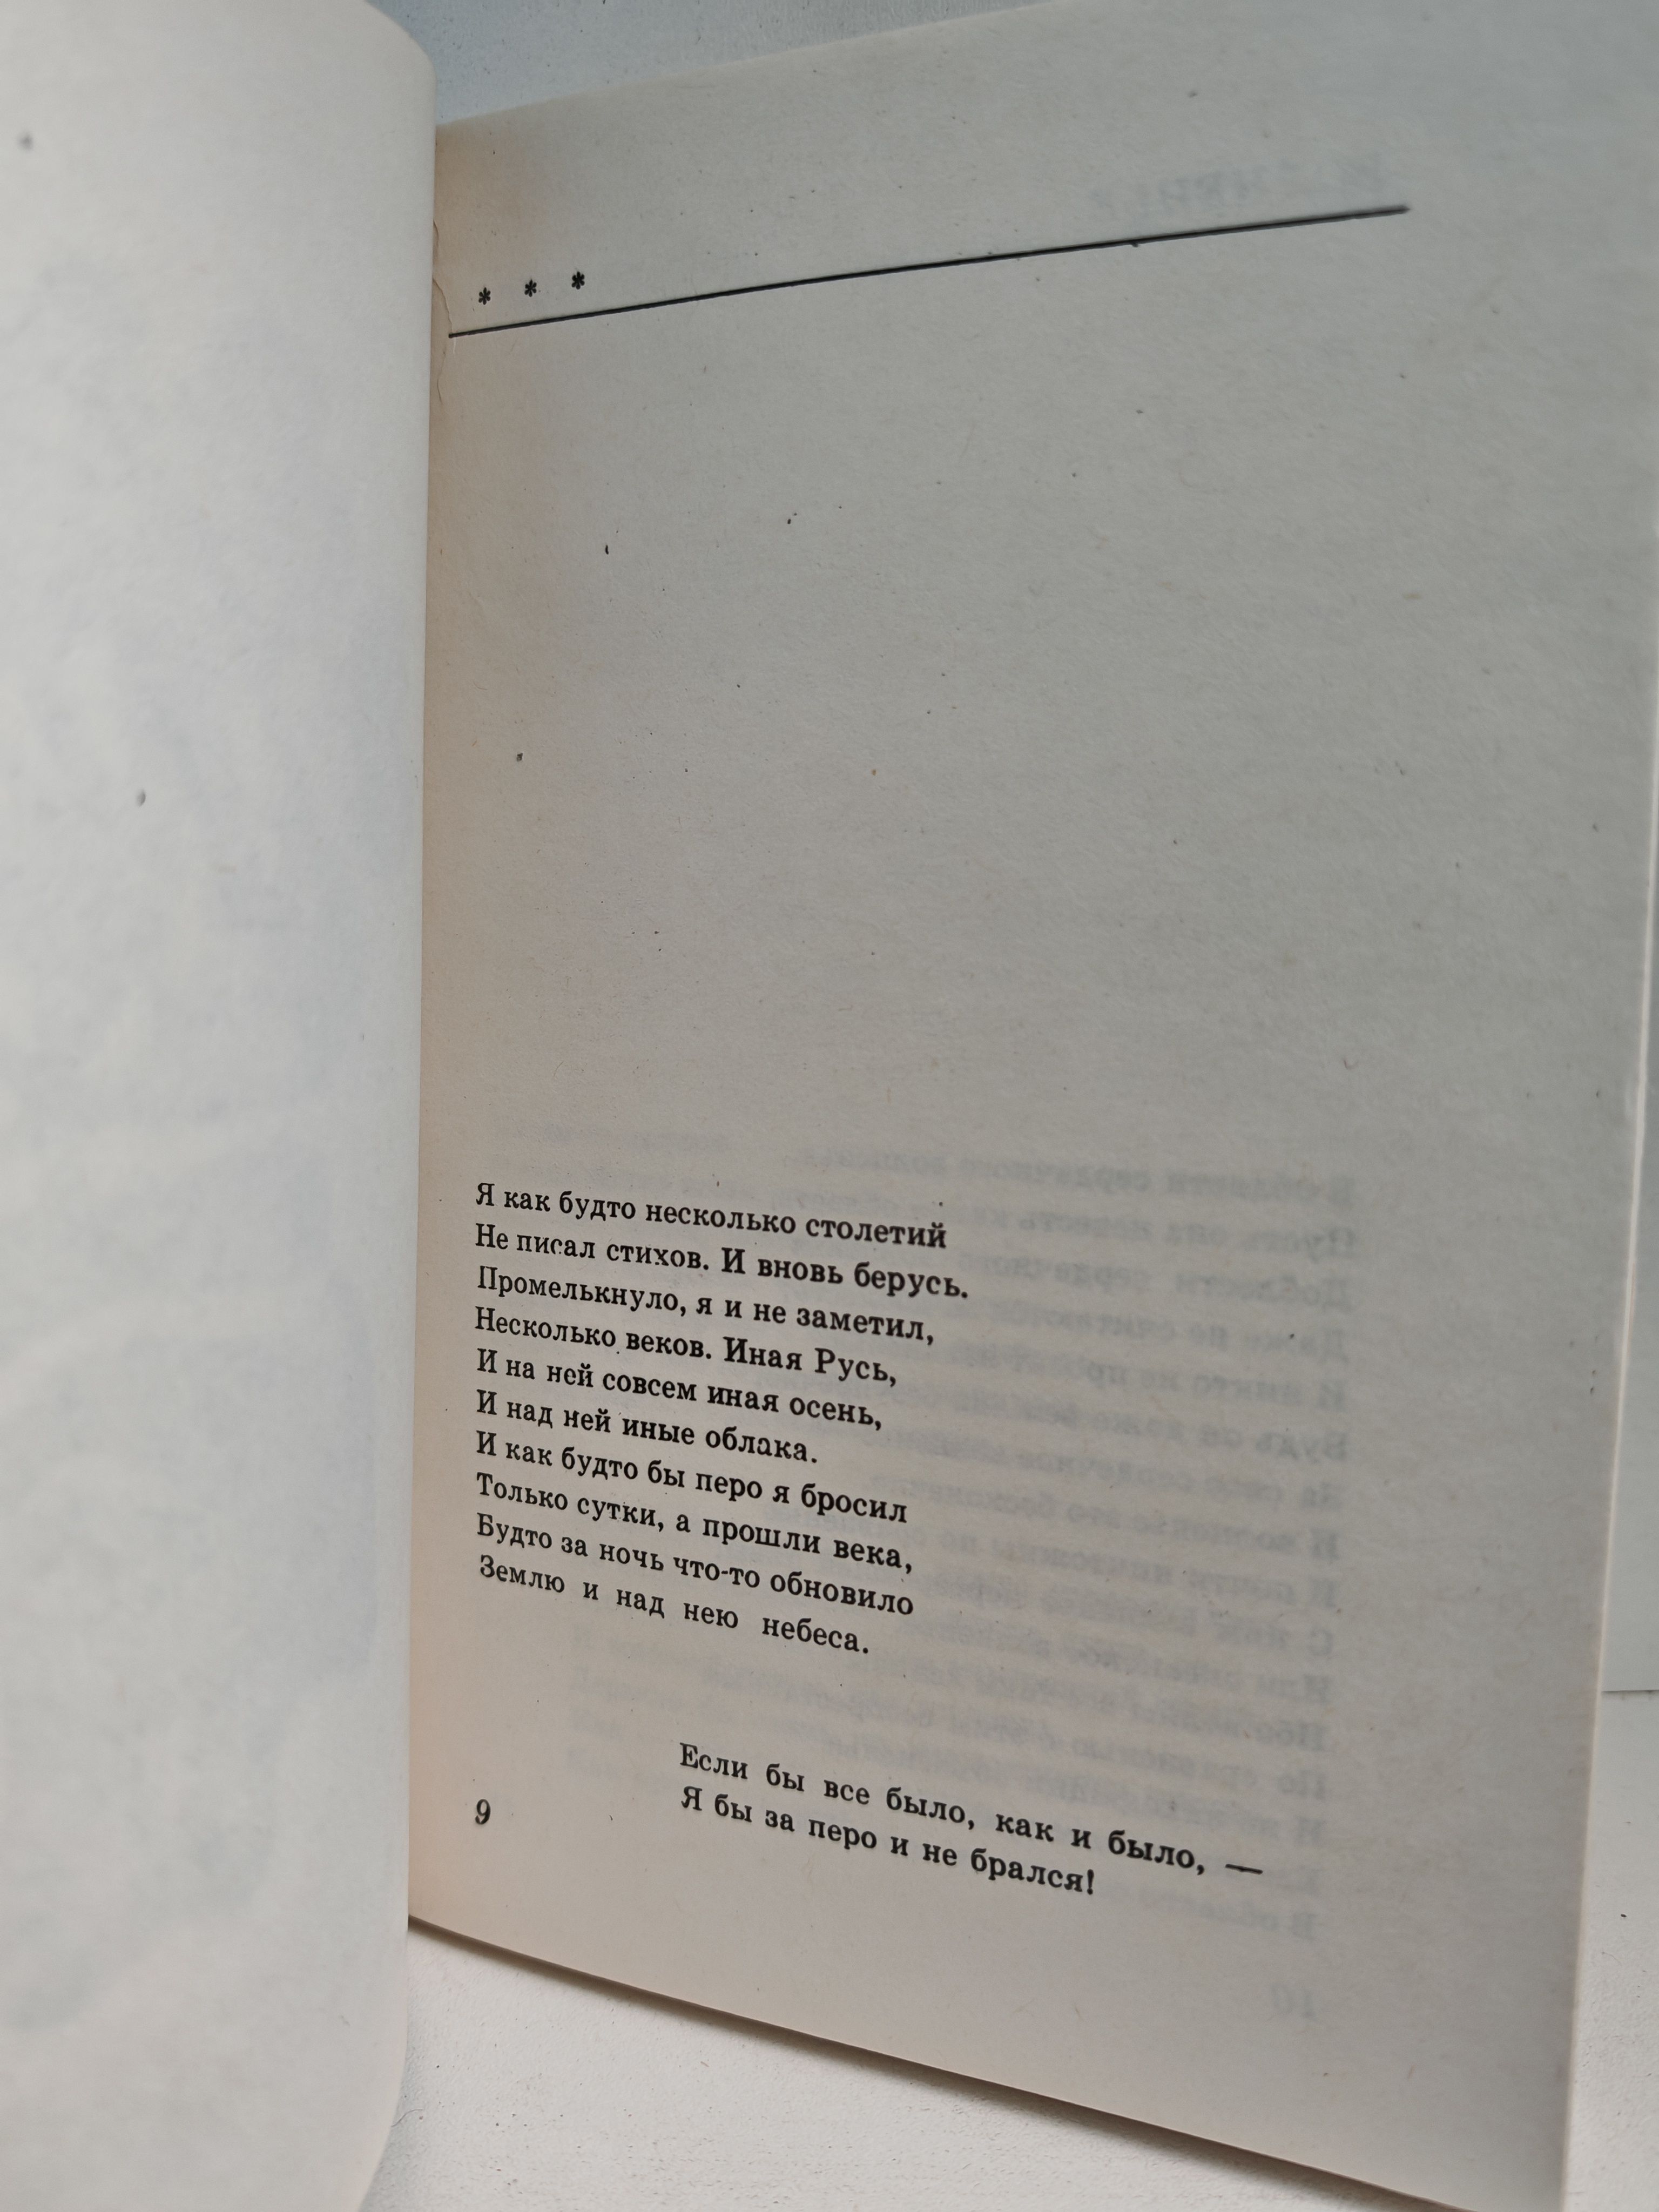 * * *
Я как будто несколько столетий
Не писал стихов. И вновь берусь.
Промелькнуло, я и не заметил,
Несколько веков. Иная Русь,
И на ней совсем иная осень,
И над ней иные облака.
И как будто бы перо я бросил
Только сутки, а прошли века,
Будто за ночь что-то обновило
Землю и над нею небеса.
Если бы все было, как и было, —
Я бы за перо и не брался!
9